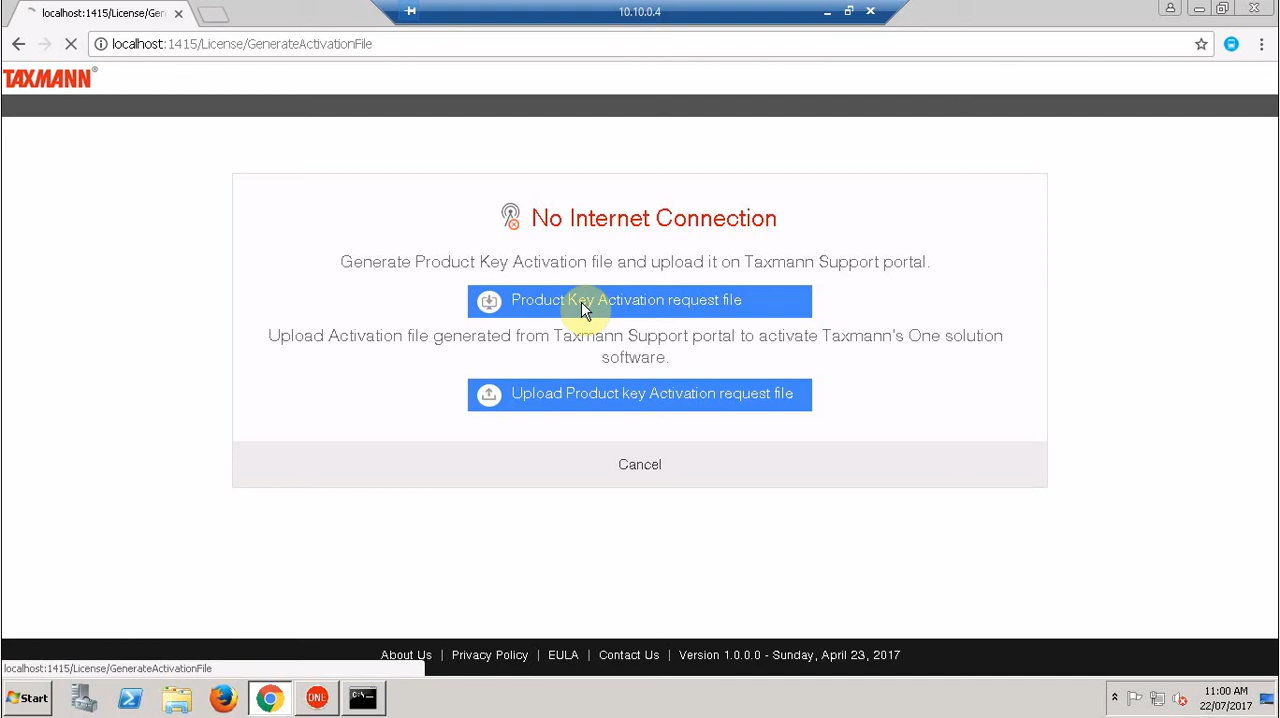 localhost:1415/License/Gen
10.10.0.4
localhost:1415/License/GenerateActivationFile
TAXMANN®
No Internet Connection
Generate Product Key Activation file and upload it on Taxmann Support portal.
Product Key Activation request file
Upload Activation file generated from Taxmann Support portal to activate Taxmann's One solution
software.
Upload Product key Activation request file
Cancel
About Us | Privacy Policy | EULA | Contact Us | Version 1.0.0.0 - Sunday, April 23, 2017
localhost:1415/License/GenerateActivationFile
Start
ONE
C:\.
11:00 AM
22/07/2017